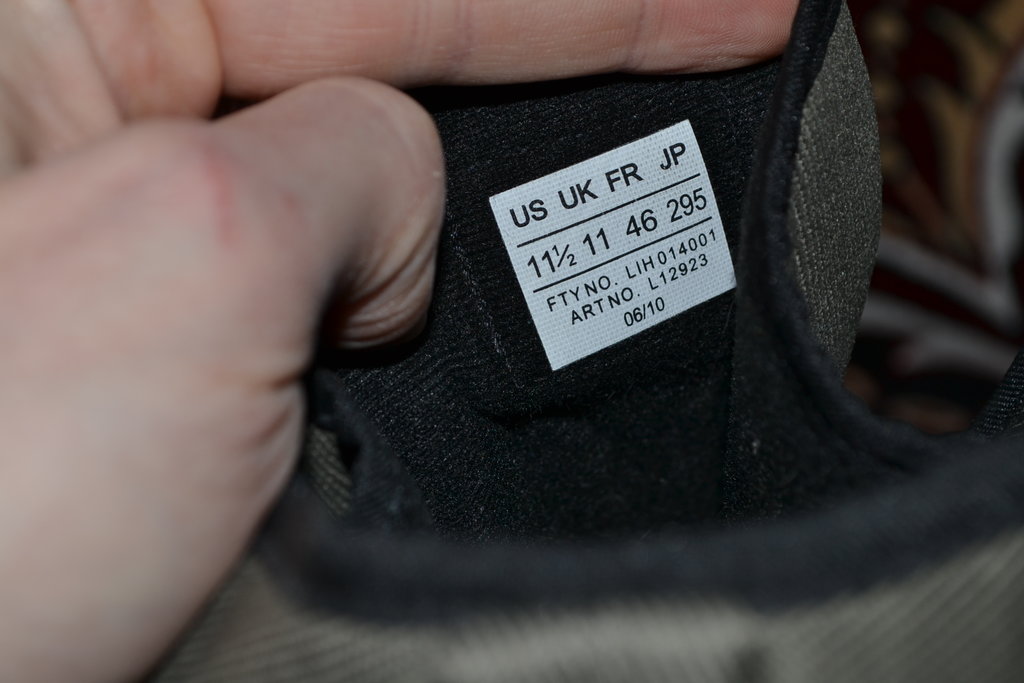 US UK FR JP
11½ 11 46 295
FTY NO. LIH014001
ART NO. L12923
06/10